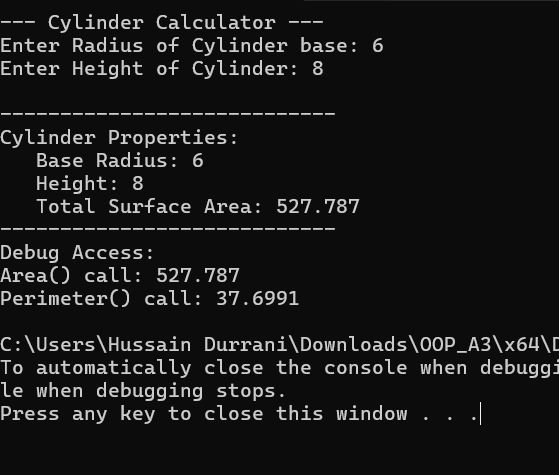 --- Cylinder Calculator ---
Enter Radius of Cylinder base: 6
Enter Height of Cylinder: 8
----------------------------
Cylinder Properties:
   Base Radius: 6
   Height: 8
   Total Surface Area: 527.787
----------------------------
Debug Access:
Area() call: 527.787
Perimeter() call: 37.6991
C:\Users\Hussain Durrani\Downloads\OOP_A3\x64\D
To automatically close the console when debuggi
le when debugging stops.
Press any key to close this window . . .